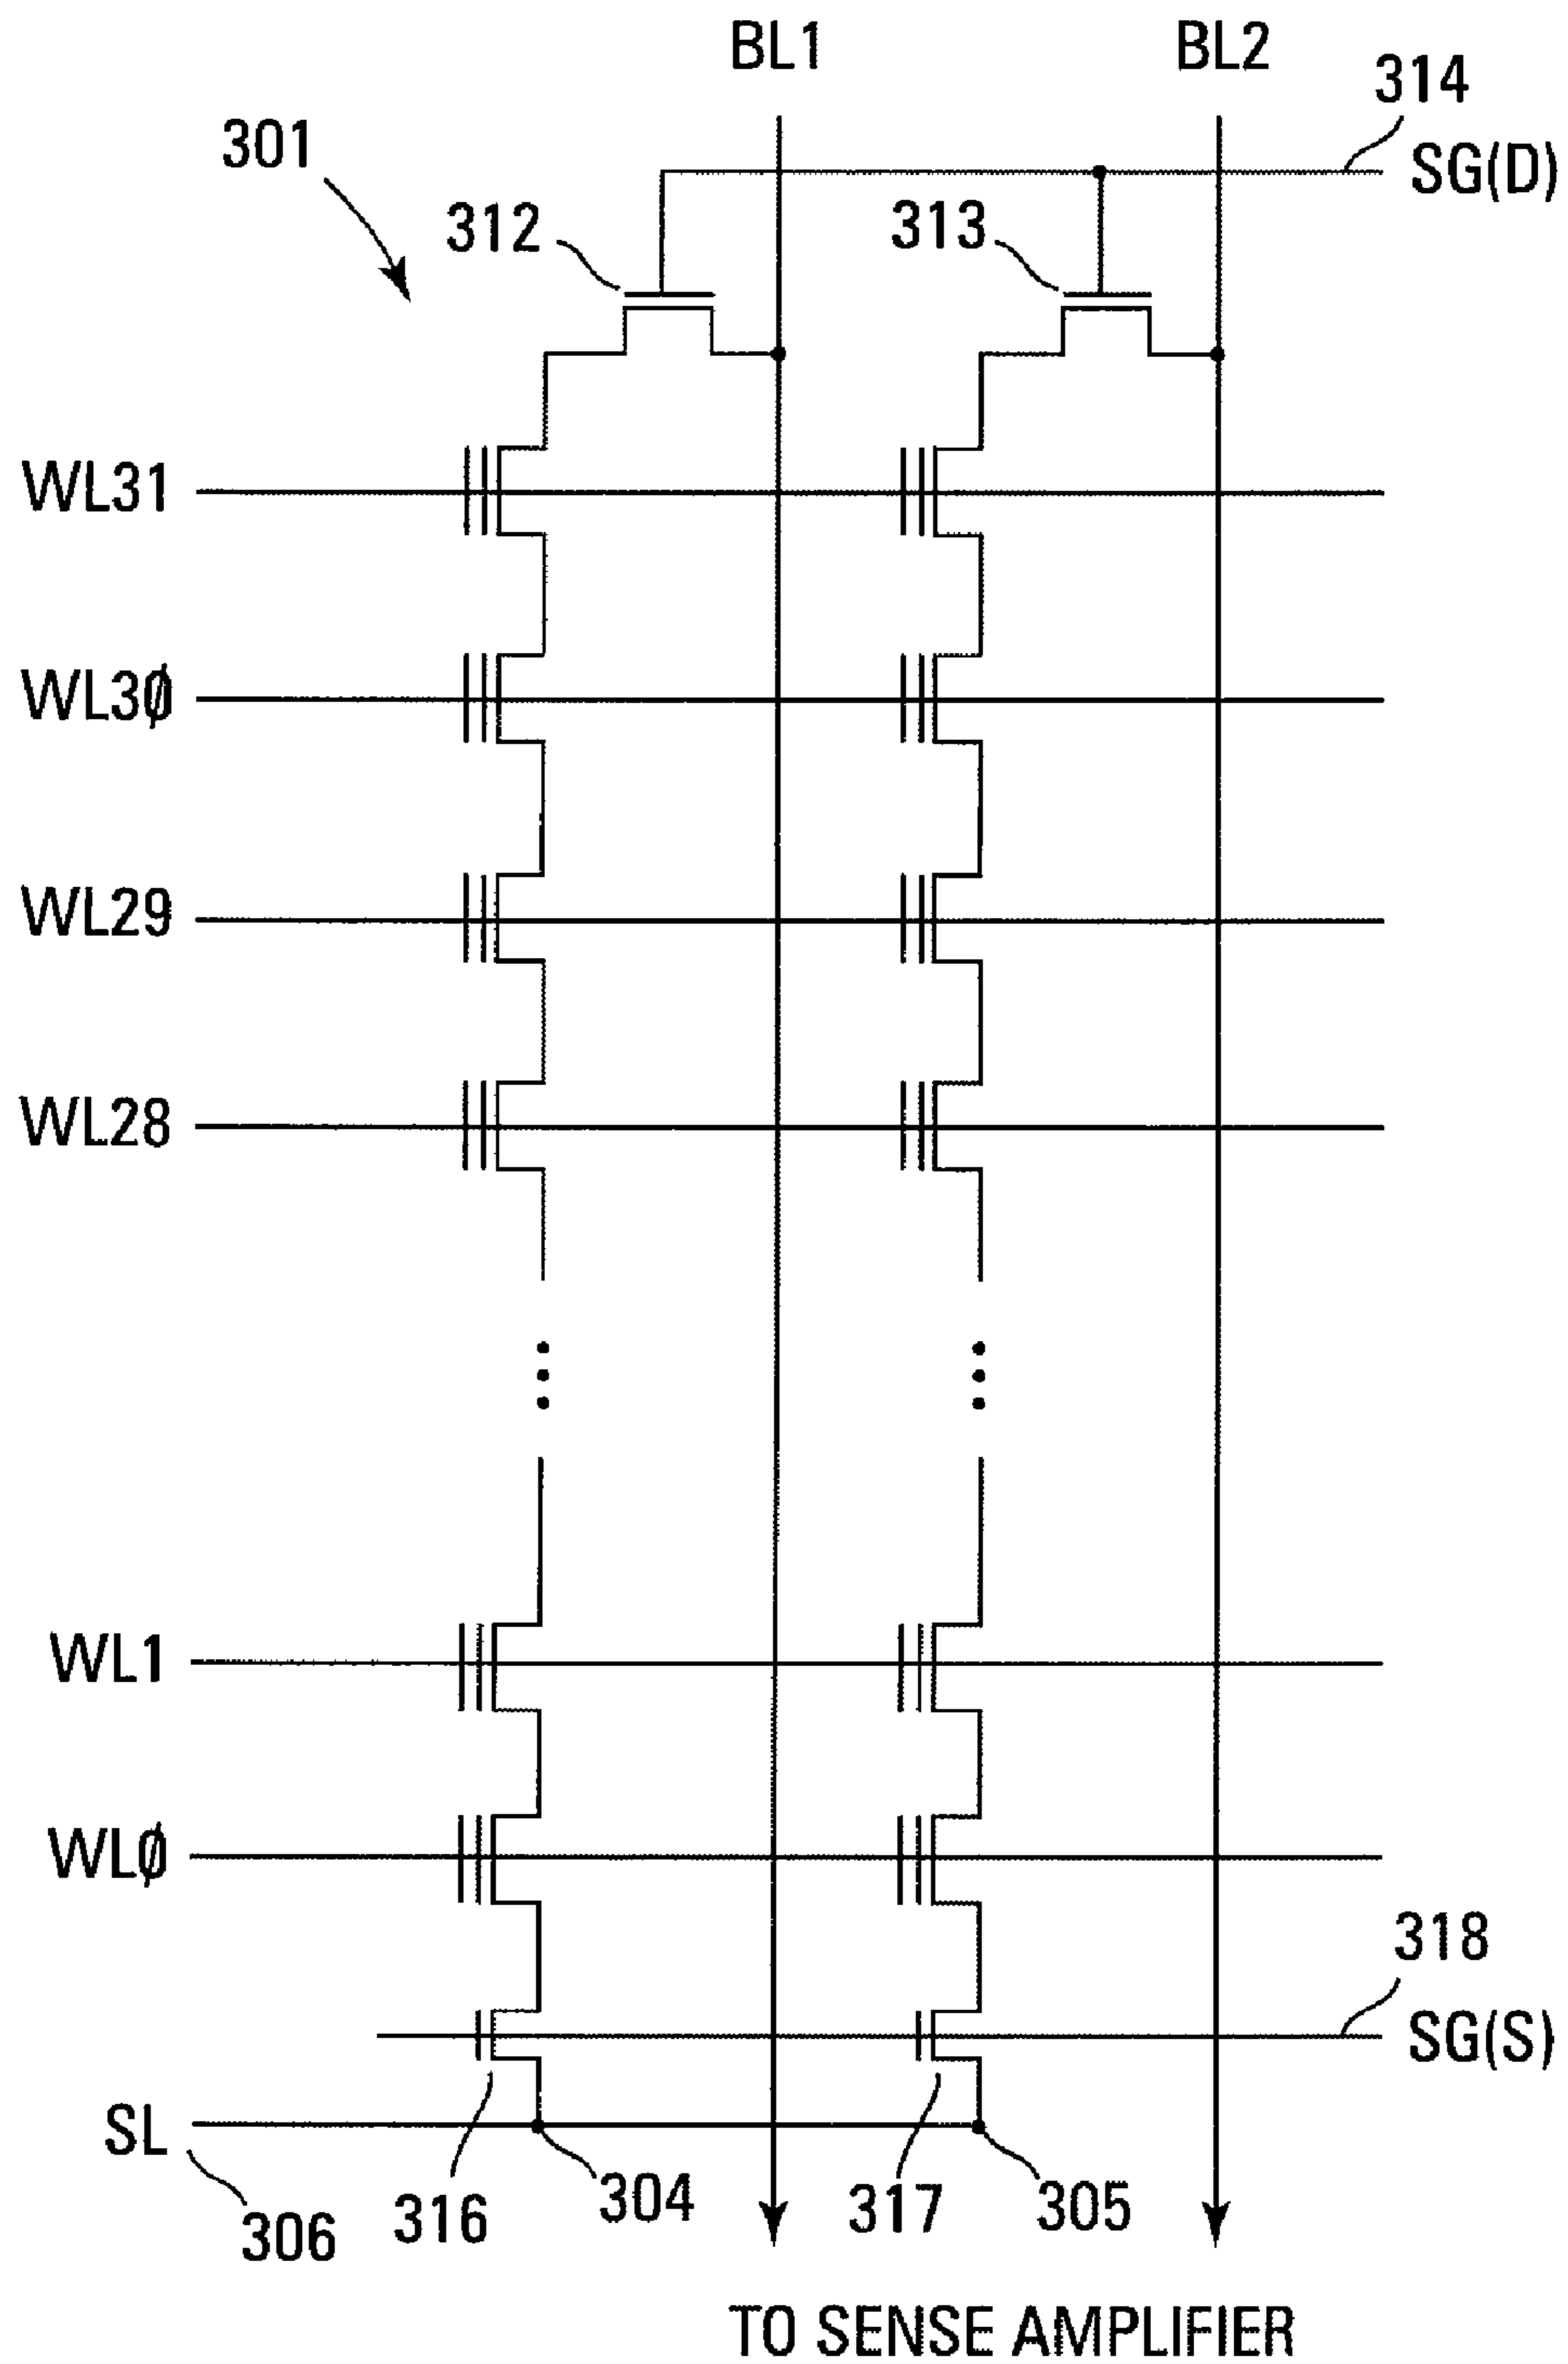 BL1
BL2
314
SG(D)
301
312
313
WL31
WL3Ø
WL29
WL28
WL1
WLØ
318
SG(S)
SL
316
304
317
305
306
TO SENSE AMPLIFIER